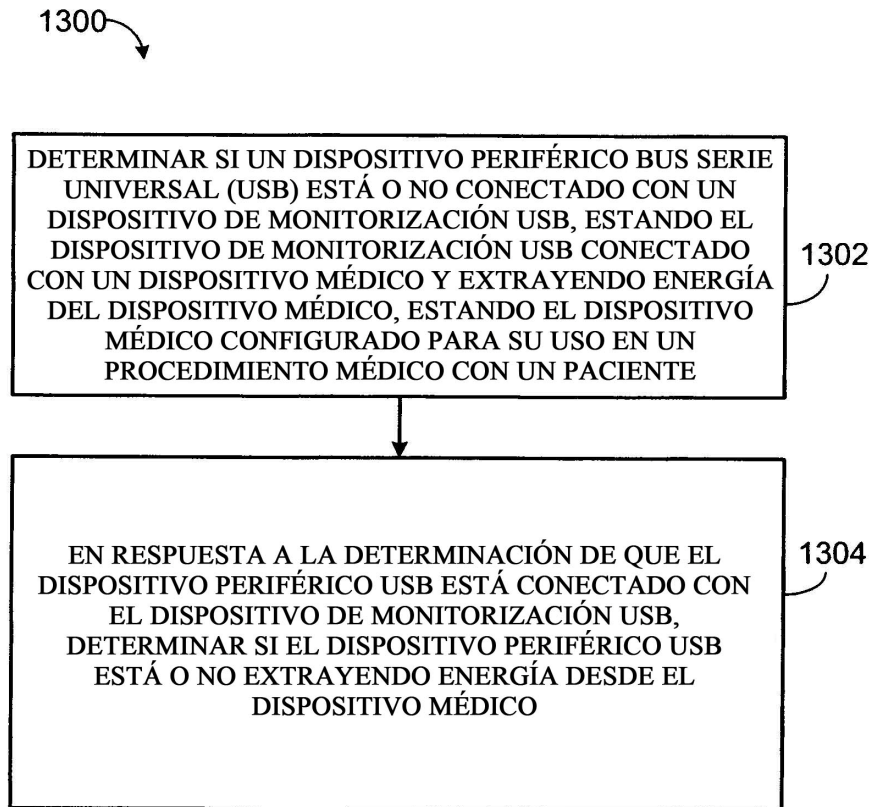 1300
DETERMINAR SI UN DISPOSITIVO PERIFÉRICO BUS SERIE
UNIVERSAL (USB) ESTÁ O NO CONECTADO CON UN
DISPOSITIVO DE MONITORIZACIÓN USB, ESTANDO EL
DISPOSITIVO DE MONITORIZACIÓN USB CONECTADO
CON UN DISPOSITIVO MÉDICO Y EXTRAYENDO ENERGÍA
DEL DISPOSITIVO MÉDICO, ESTANDO EL DISPOSITIVO
MÉDICO CONFIGURADO PARA SU USO EN UN
PROCEDIMIENTO MÉDICO CON UN PACIENTE
1302
EN RESPUESTA A LA DETERMINACIÓN DE QUE EL
DISPOSITIVO PERIFÉRICO USB ESTÁ CONECTADO CON
EL DISPOSITIVO DE MONITORIZACIÓN USB,
DETERMINAR SI EL DISPOSITIVO PERIFÉRICO USB
ESTÁ O NO EXTRAYENDO ENERGÍA DESDE EL
DISPOSITIVO MÉDICO
1304